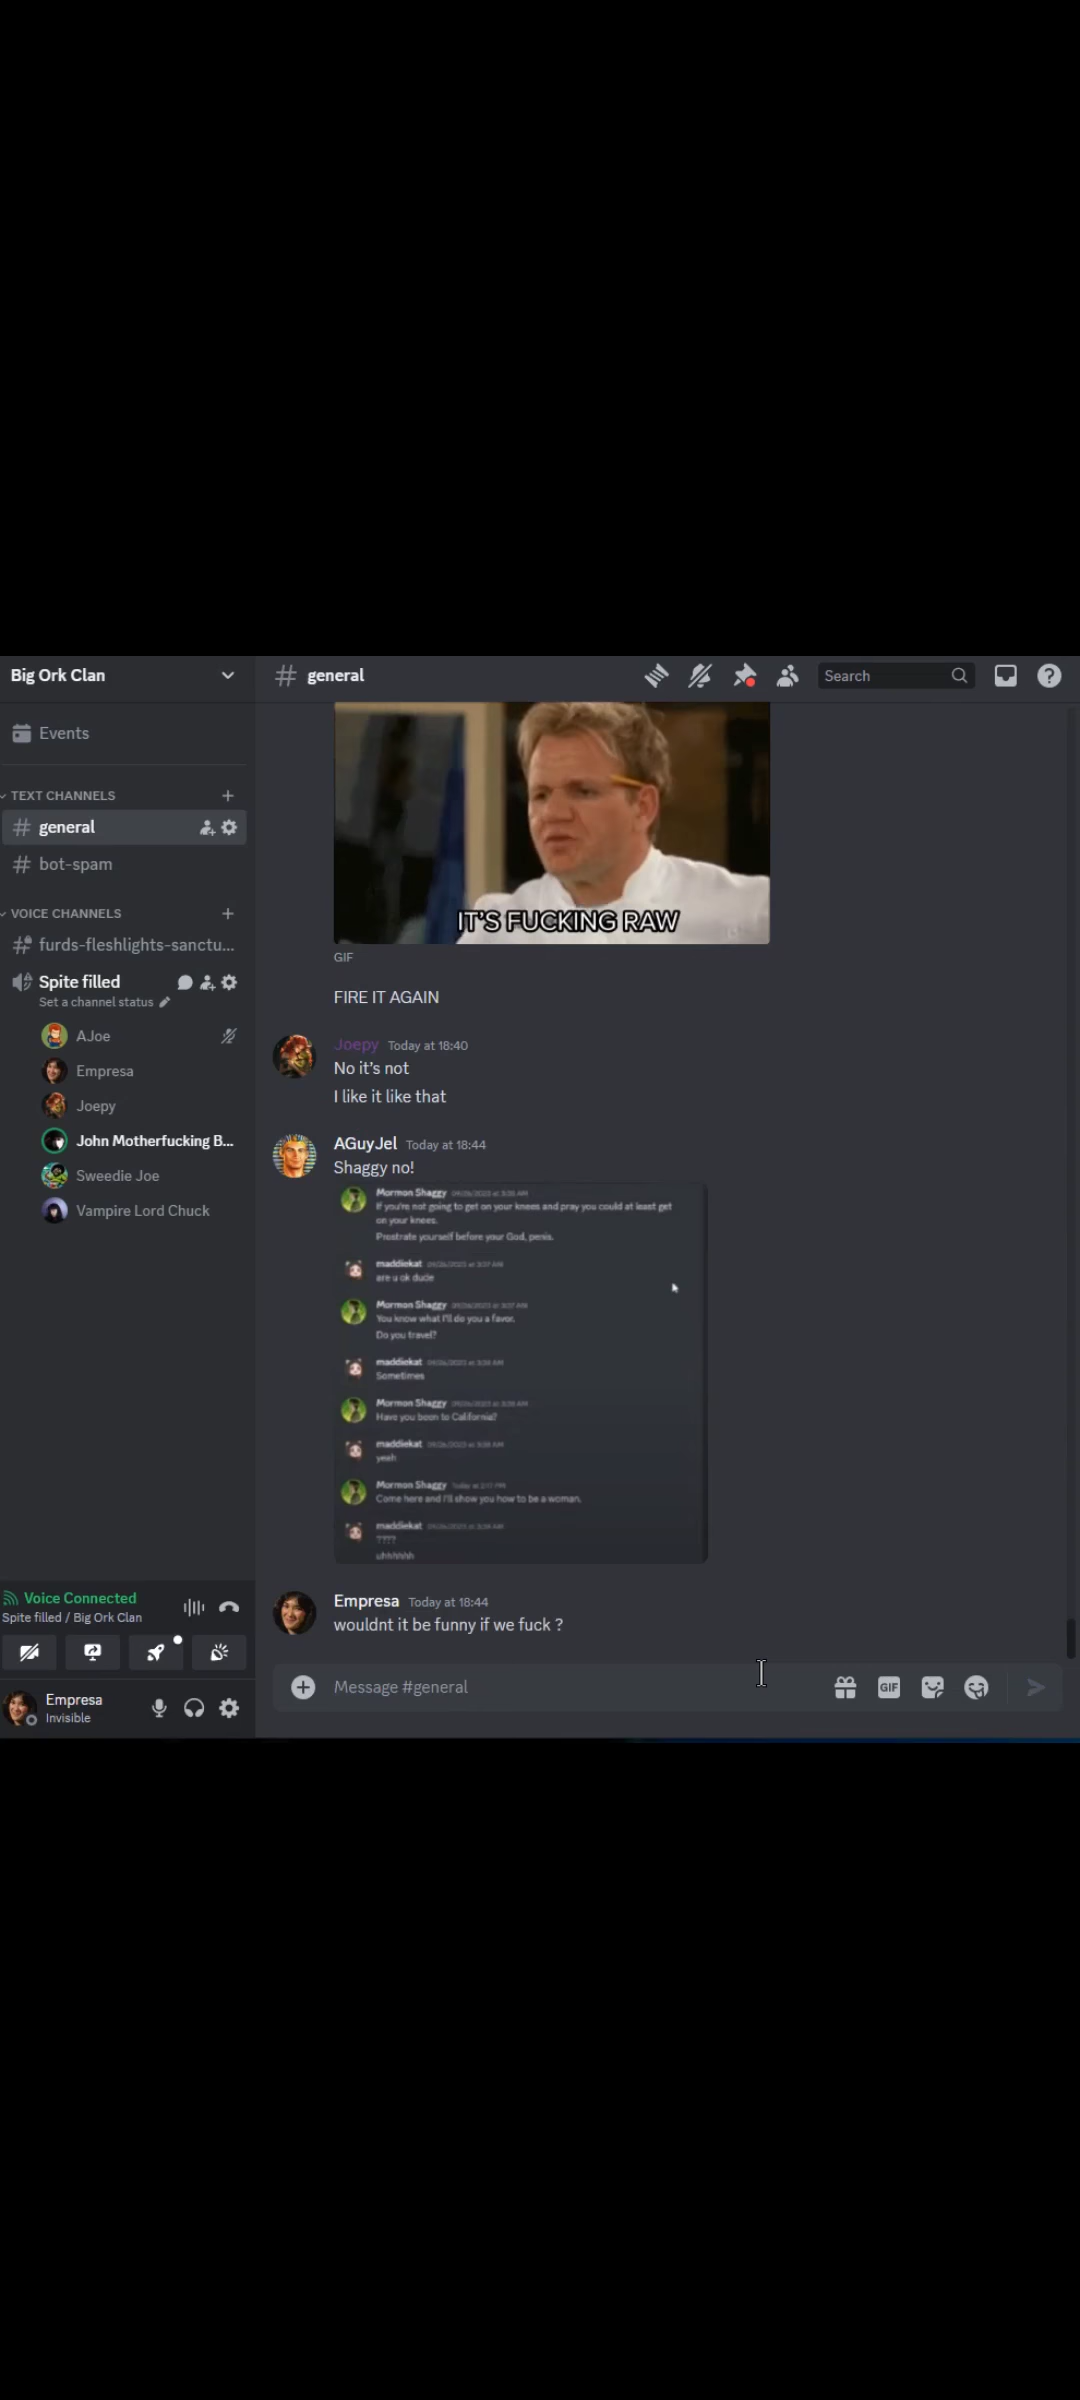 Big Ork Clan
Events
TEXT CHANNELS
general
bot-spam
VOICE CHANNELS
furds-fleshlights-sanctu...
Spite filled
Set a channel status
AJoe
Empresa
Joepy
John Motherfucking B...
Sweedie Joe
Vampire Lord Chuck
Voice Connected
Spite filled / Big Ork Clan
Empresa
Invisible
general
Search
IT'S FUCKING RAW
GIF
FIRE IT AGAIN
Joepy Today at 18:40
No it's not
I like it like that
AGuyJel Today at 18:44
Shaggy no!
Mormon Shaggy
If you're not going to get on your knees and pray you could at least get
on your knees.
Prostrate yourself before your God, penis.
maddiekat
are u ok dude
Mormon Shaggy
You know what I'll do you a favor.
Do you travel?
maddiekat
Sometimes
Mormon Shaggy
Have you been to California?
maddiekat
yeah
Mormon Shaggy
Come here and I'll show you how to be a woman.
maddiekat
????
uhhhhhh
Empresa Today at 18:44
wouldnt it be funny if we fuck ?
Message #general
GIF